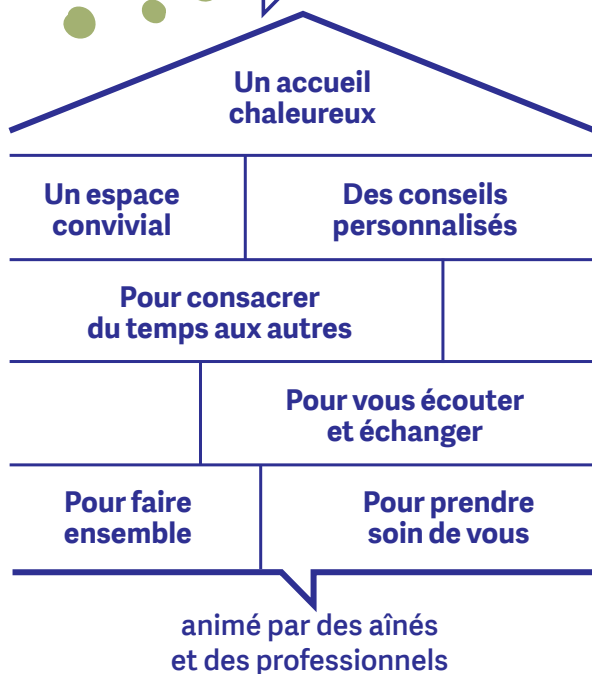 Un accueil
chaleureux
Un espace
convivial
Des conseils
personnalisés
Pour consacrer
du temps aux autres
Pour vous écouter
et échanger
Pour faire
ensemble
Pour prendre
soin de vous
animé par des aînés
et des professionnels